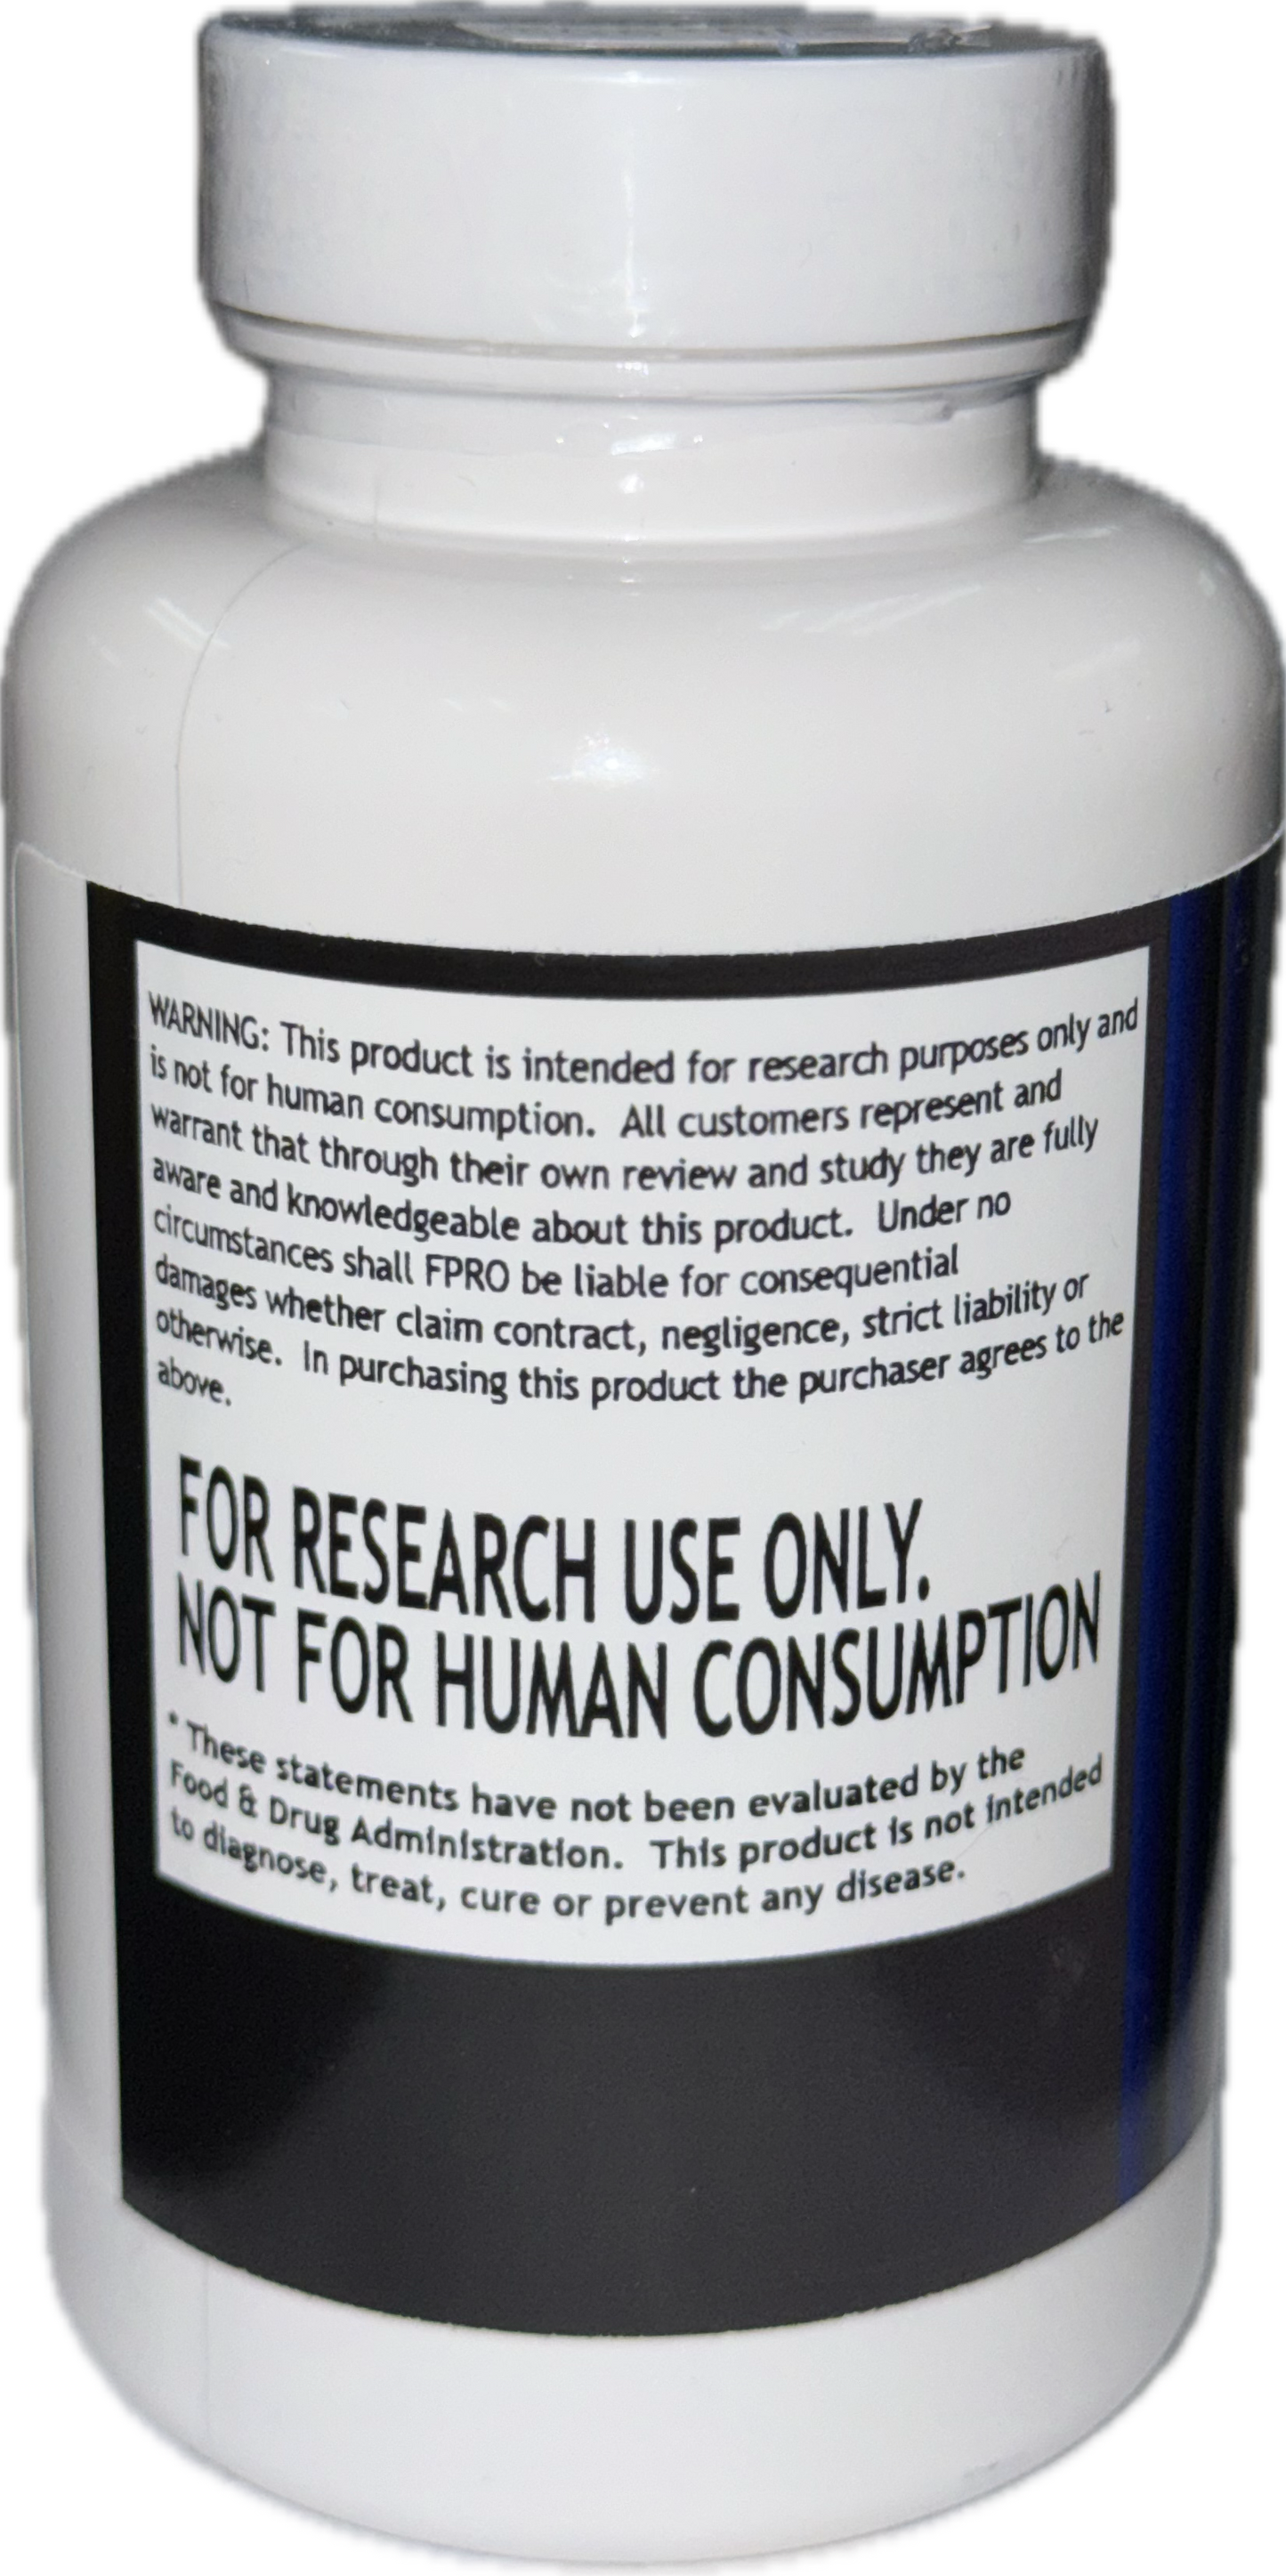 WARNING: This product is intended for research purposes only and
is not for human consumption. All customers represent and
warrant that through their own review and study they are fully
aware and knowledgeable about this product. Under no
circumstances shall FPRO be liable for consequential
damages whether claim contract, negligence, strict liability or
otherwise. In purchasing this product the purchaser agrees to the
above.
FOR RESEARCH USE ONLY.
NOT FOR HUMAN CONSUMPTION
* These statements have not been evaluated by the
Food & Drug Administration. This product is not intended
to diagnose, treat, cure or prevent any disease.